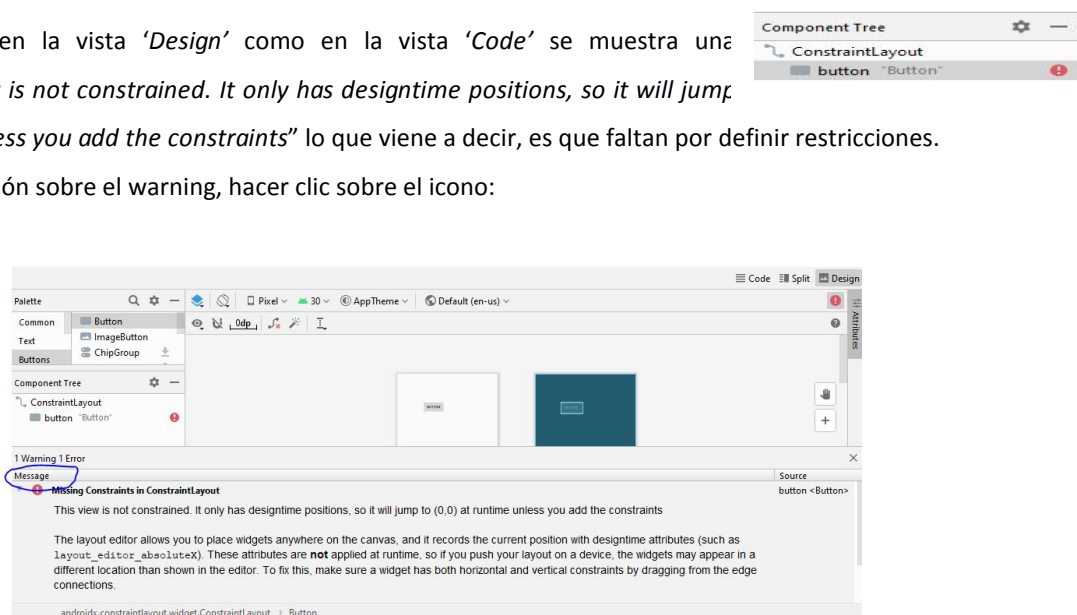 en la vista ‘Design’ como en la vista ‘Code’ se muestra una
is not constrained. It only has designtime positions, so it will jump
ess you add the constraints” lo que viene a decir, es que faltan por definir restricciones.
ón sobre el warning, hacer clic sobre el icono:
Component Tree
ConstraintLayout
button "Button"
Code Split Design
Palette
Pixel 30 AppTheme Default (en-us)
Common
Text
Buttons
Button
ImageButton
ChipGroup
0dp
Attributes
Component Tree
ConstraintLayout
button "Button"
BUTTON
BUTTON
1 Warning 1 Error
Message Source
Missing Constraints in ConstraintLayout button <Button>
This view is not constrained. It only has designtime positions, so it will jump to (0,0) at runtime unless you add the constraints
The layout editor allows you to place widgets anywhere on the canvas, and it records the current position with designtime attributes (such as
layout_editor_absoluteX). These attributes are not applied at runtime, so if you push your layout on a device, the widgets may appear in a
different location than shown in the editor. To fix this, make sure a widget has both horizontal and vertical constraints by dragging from the edge
connections.
androidx.constraintlayout.widget.ConstraintLayout > Button